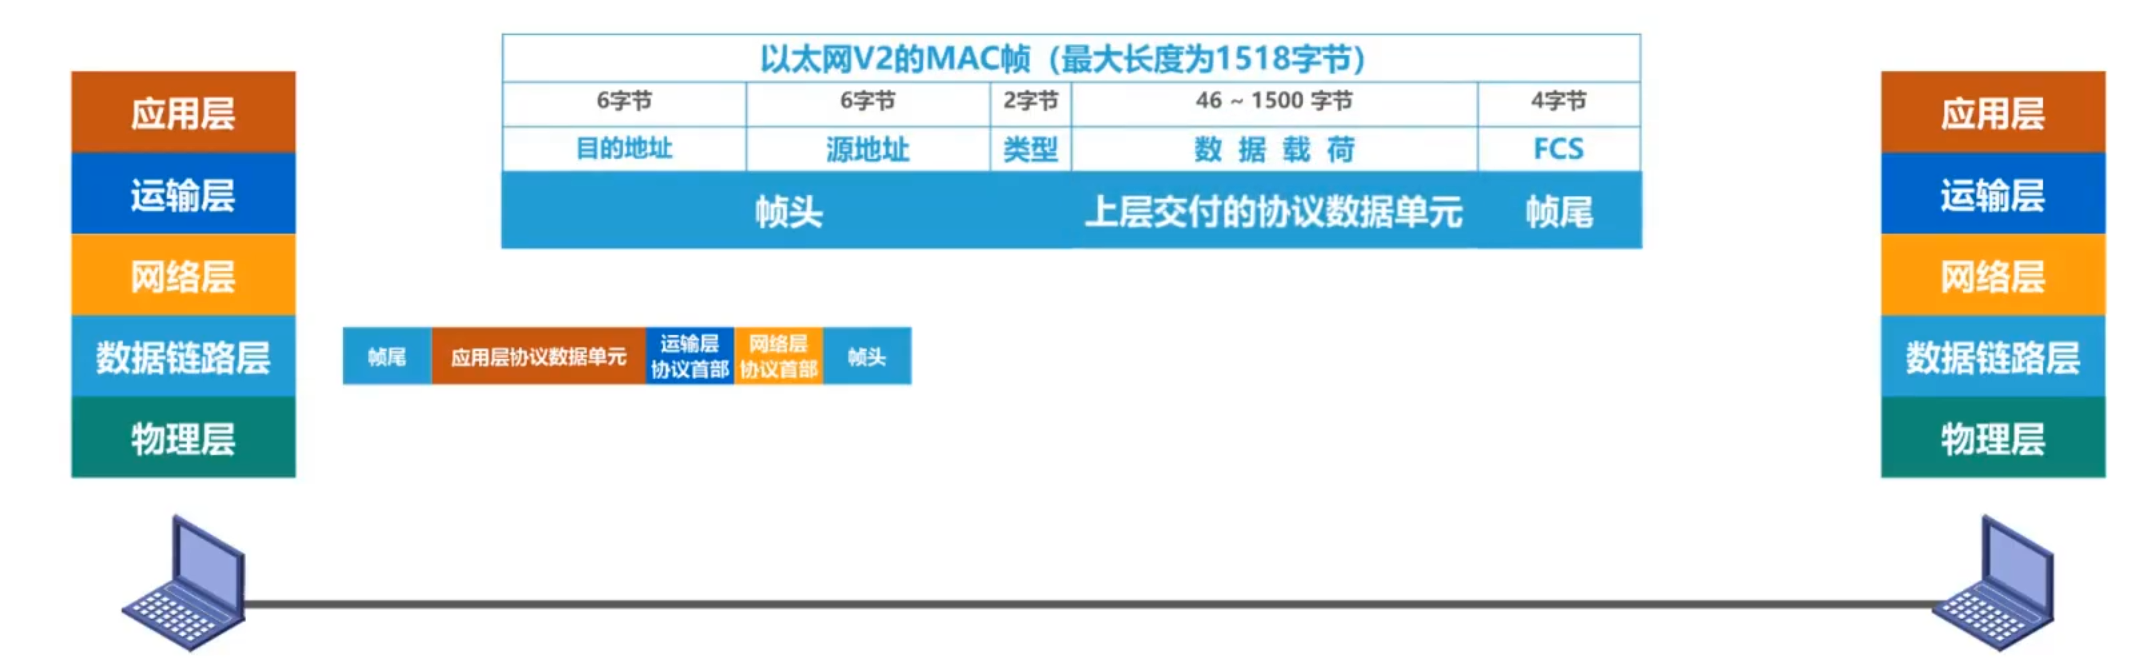 以太网V2的MAC帧（最大长度为1518字节）
6字节 6字节 2字节 46 ~ 1500 字节 4字节
目的地址 源地址 类型 数 据 载 荷 FCS
帧头 上层交付的协议数据单元 帧尾
应用层
运输层
网络层
数据链路层
物理层
帧尾
应用层协议数据单元
运输层
协议首部
网络层
协议首部
帧头
应用层
运输层
网络层
数据链路层
物理层